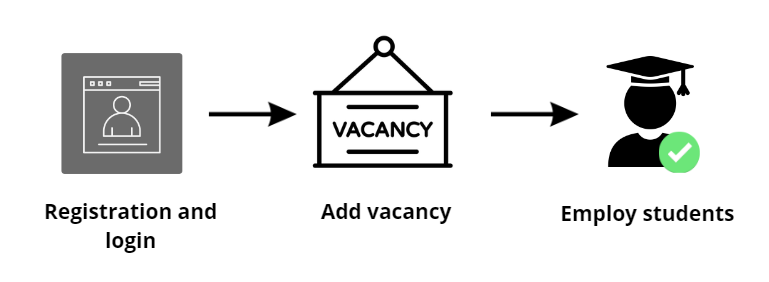 VACANCY
Registration and
login
Add vacancy
Employ students